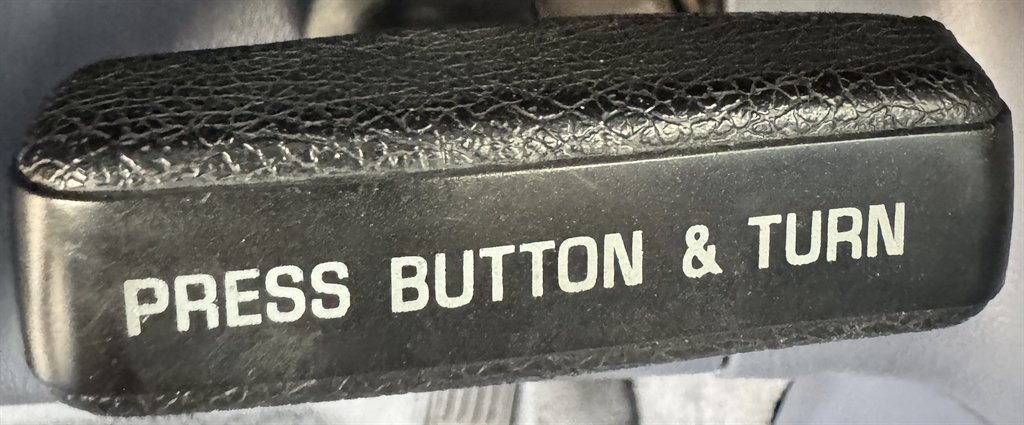 PRESS BUTTON & TURN